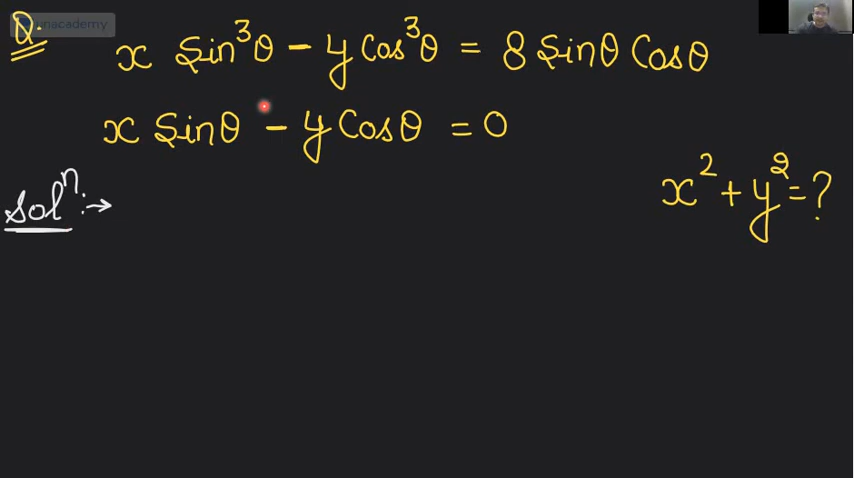 Q. x Sin³θ - y Cos³θ = 8 Sinθ Cosθ
x Sinθ - y Cosθ = 0
x² + y² = ?
Solⁿ :→